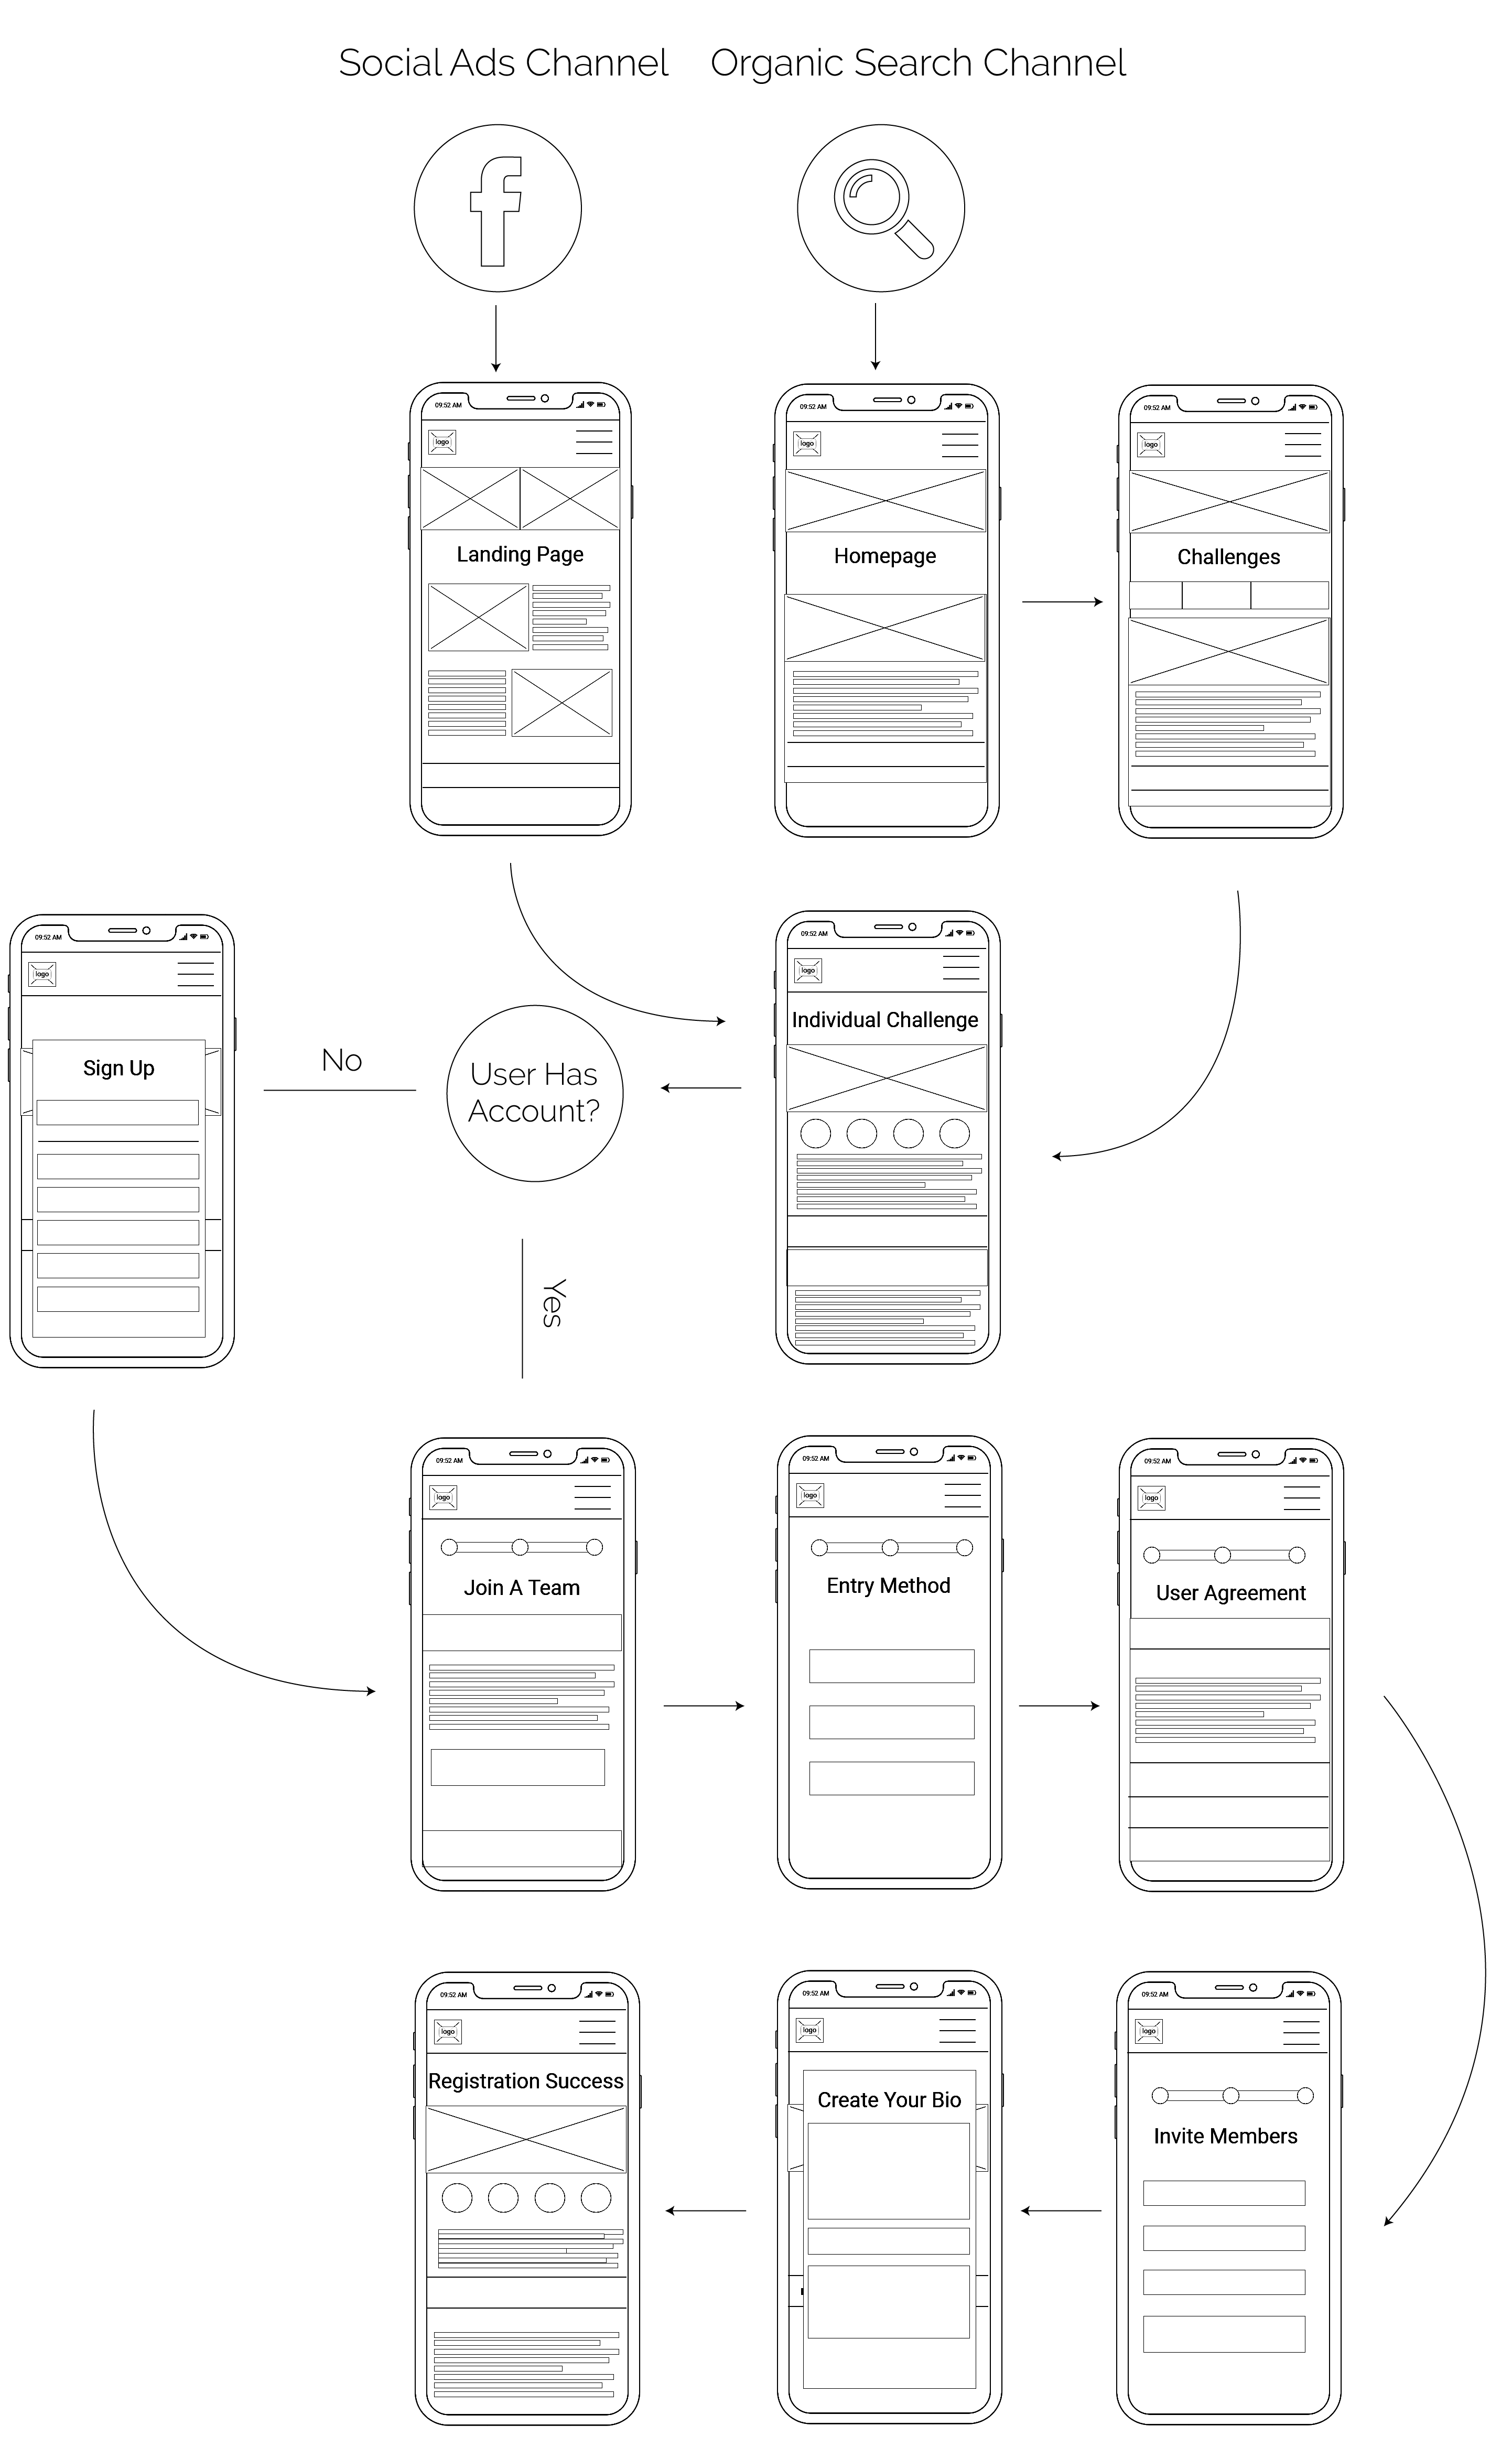 Social Ads Channel
Organic Search Channel
09:52 AM
logo
Landing Page
09:52 AM
logo
Homepage
09:52 AM
logo
Challenges
09:52 AM
logo
Sign Up
No
User Has
Account?
Yes
09:52 AM
logo
Individual Challenge
09:52 AM
logo
Join A Team
09:52 AM
logo
Entry Method
09:52 AM
logo
User Agreement
09:52 AM
logo
Registration Success
09:52 AM
logo
Create Your Bio
09:52 AM
logo
Invite Members